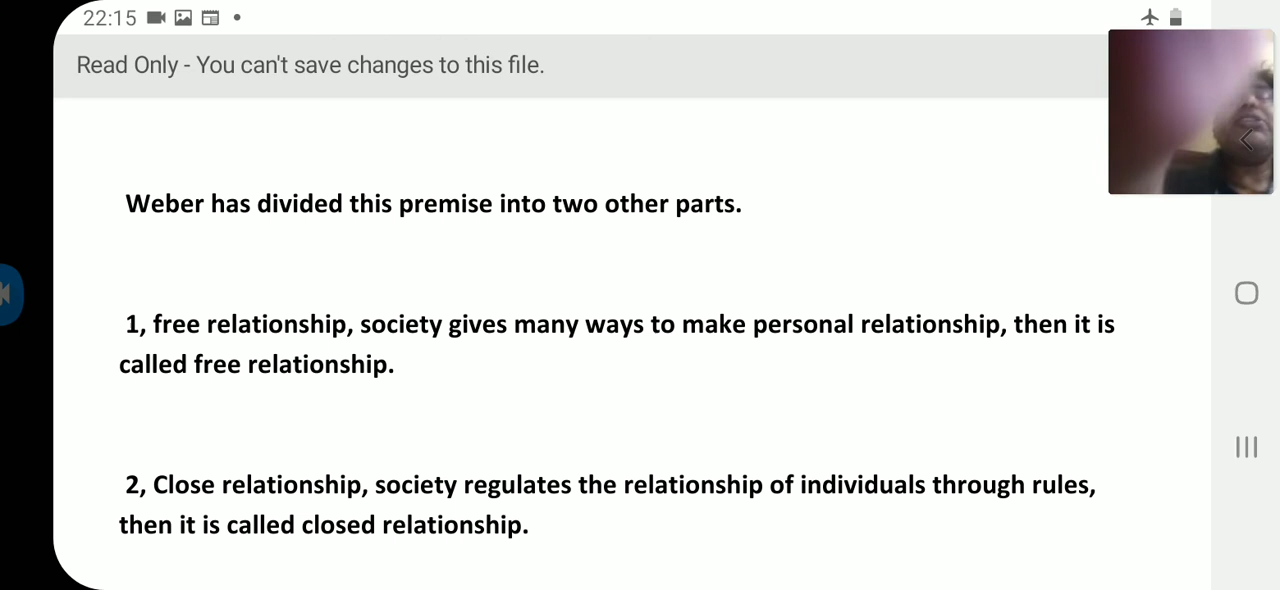 22:15
Read Only - You can't save changes to this file.
Weber has divided this premise into two other parts.
1, free relationship, society gives many ways to make personal relationship, then it is
called free relationship.
2, Close relationship, society regulates the relationship of individuals through rules,
then it is called closed relationship.